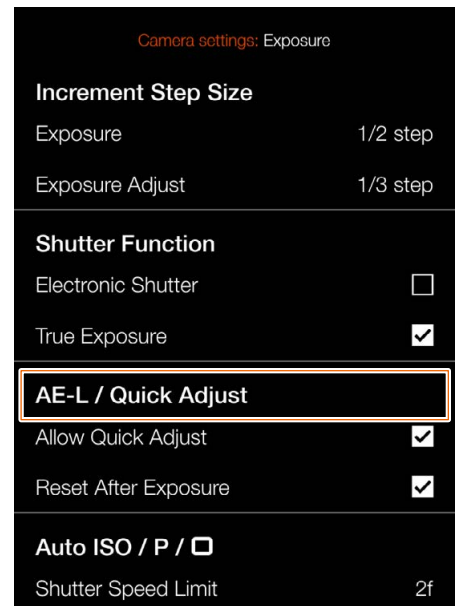 Camera settings: Exposure
Increment Step Size
Exposure 1/2 step
Exposure Adjust 1/3 step
Shutter Function
Electronic Shutter
True Exposure
AE-L / Quick Adjust
Allow Quick Adjust
Reset After Exposure
Auto ISO / P /
Shutter Speed Limit 2f